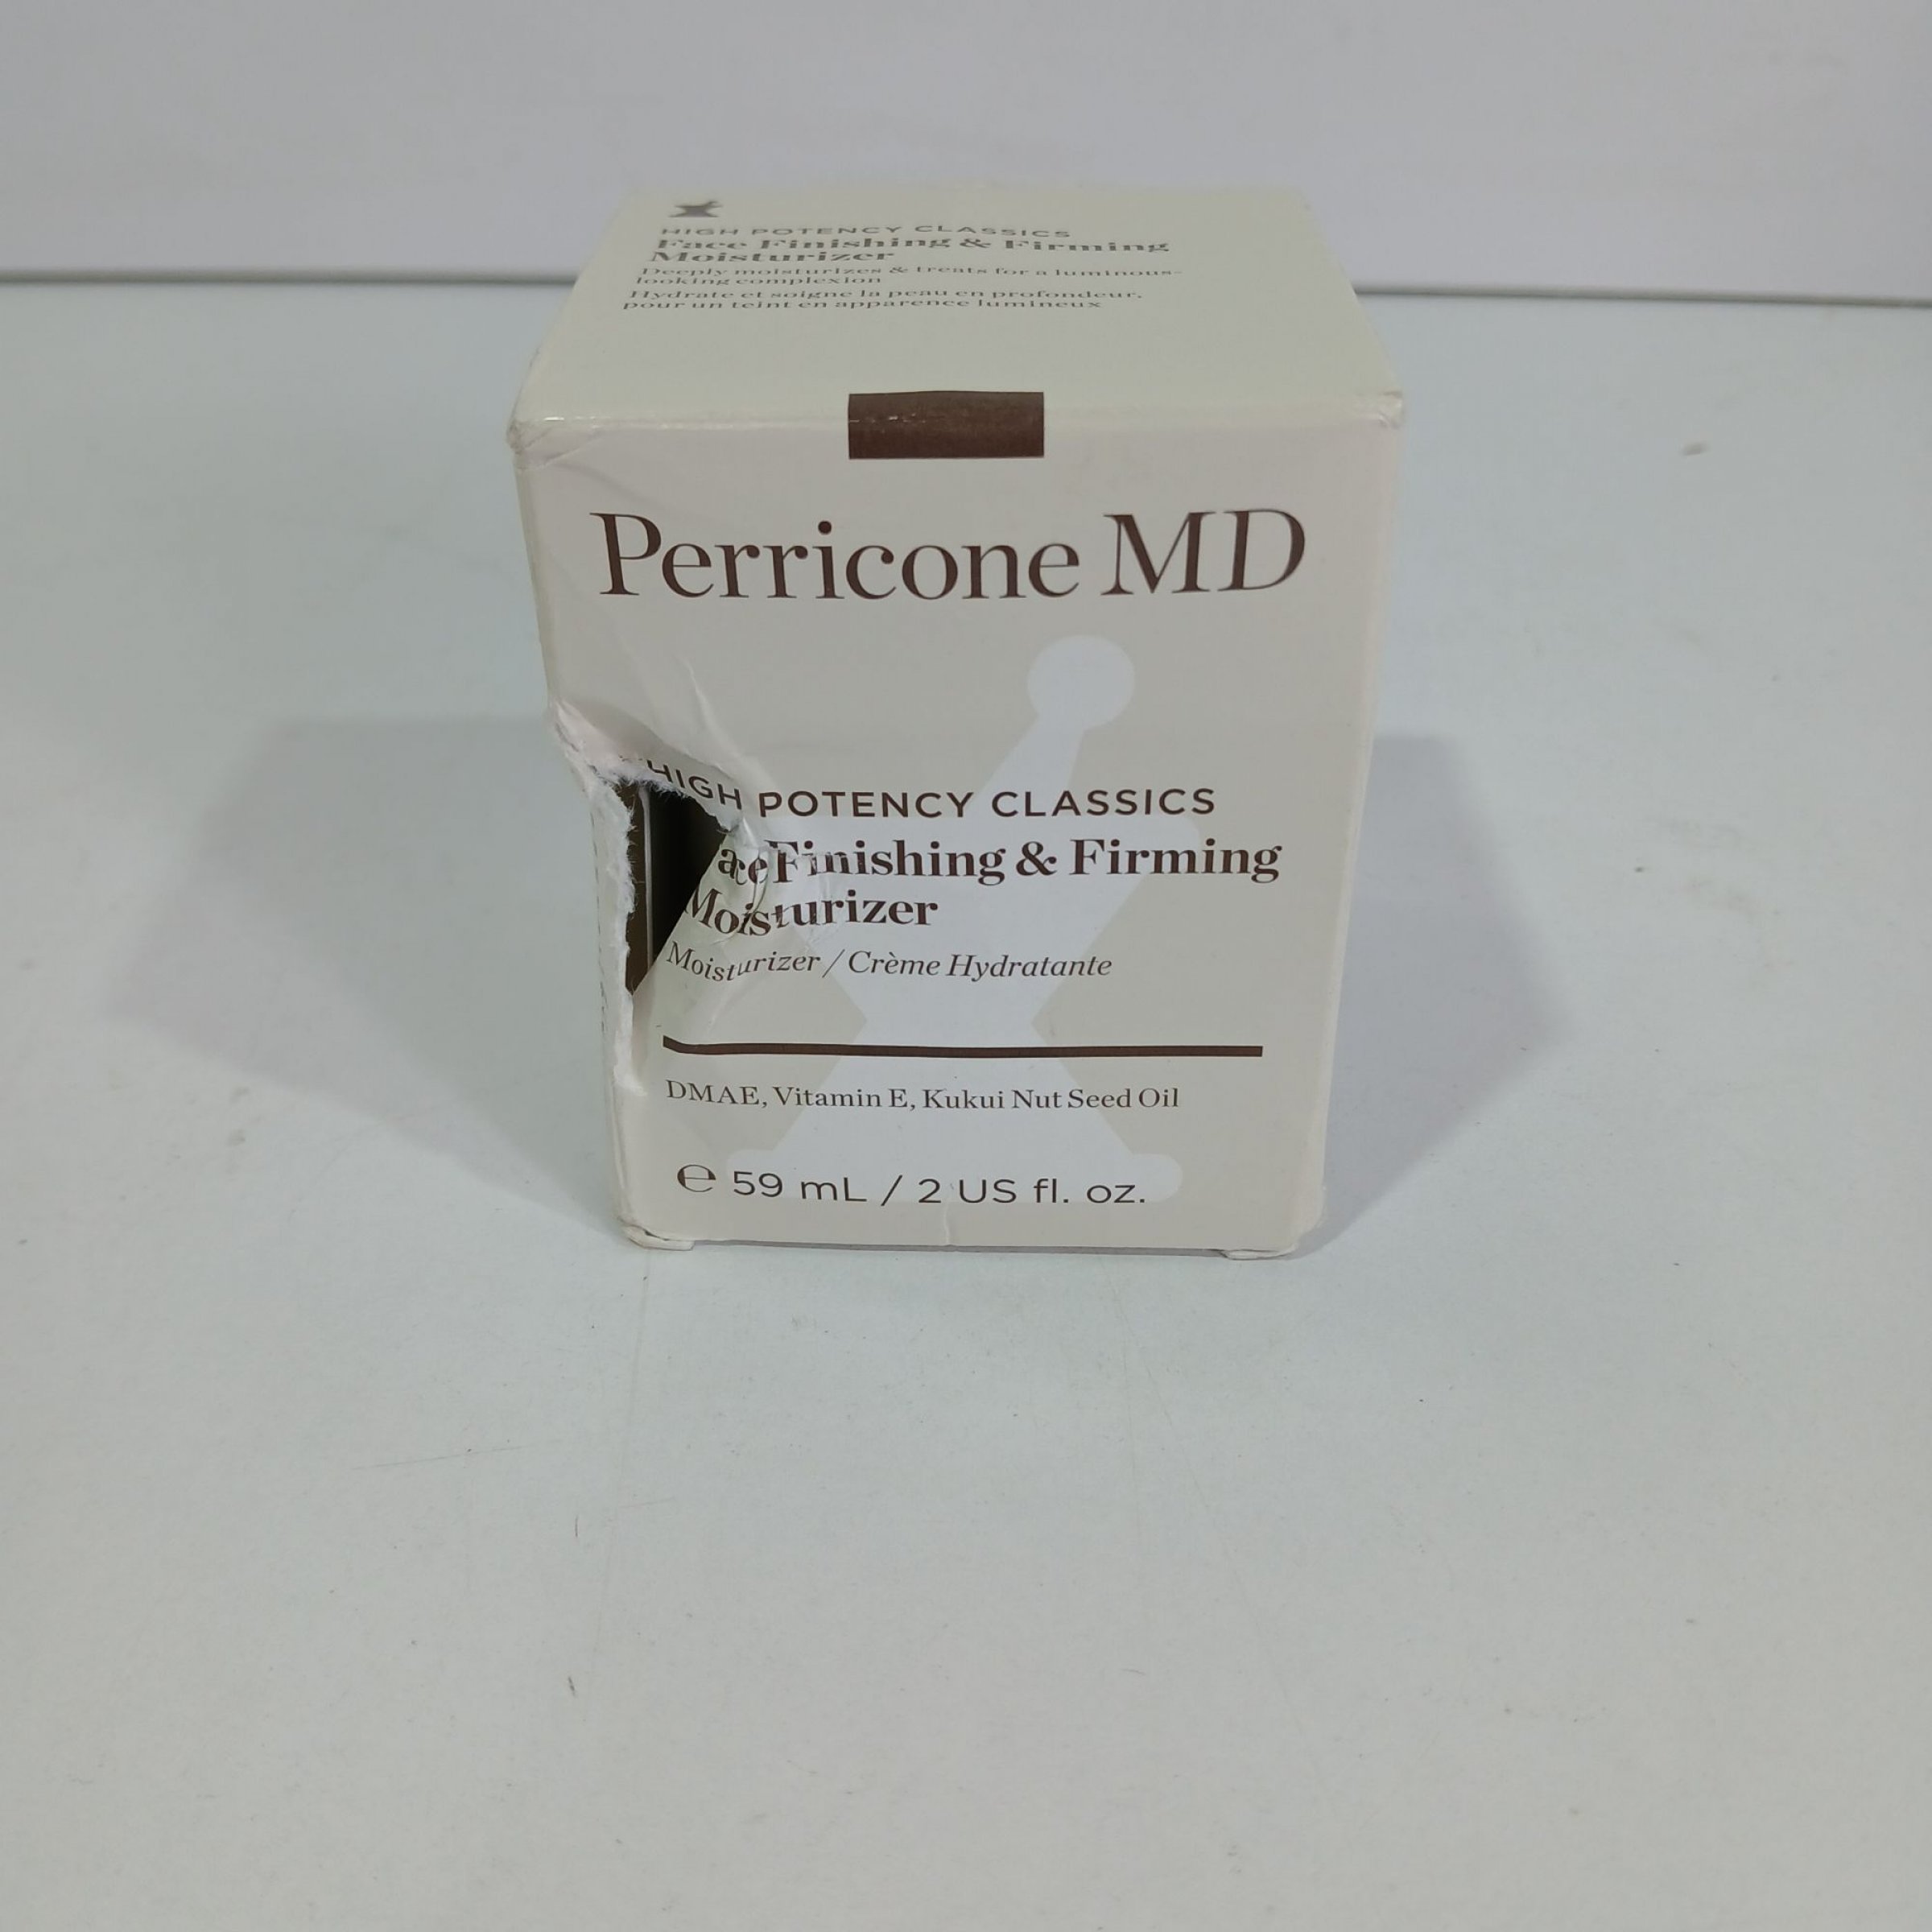 HIGH POTENCY CLASSICS
Face Finishing & Firming
Moisturizer
Deeply moisturizes & treats for a luminous-
looking complexion
Hydrate et soigne la peau en profondeur,
pour un teint en apparence lumineux
Perricone MD
HIGH POTENCY CLASSICS
ace Finishing & Firming
Moisturizer
Moisturizer / Crème Hydratante
DMAE, Vitamin E, Kukui Nut Seed Oil
℮ 59 mL / 2 US fl. oz.